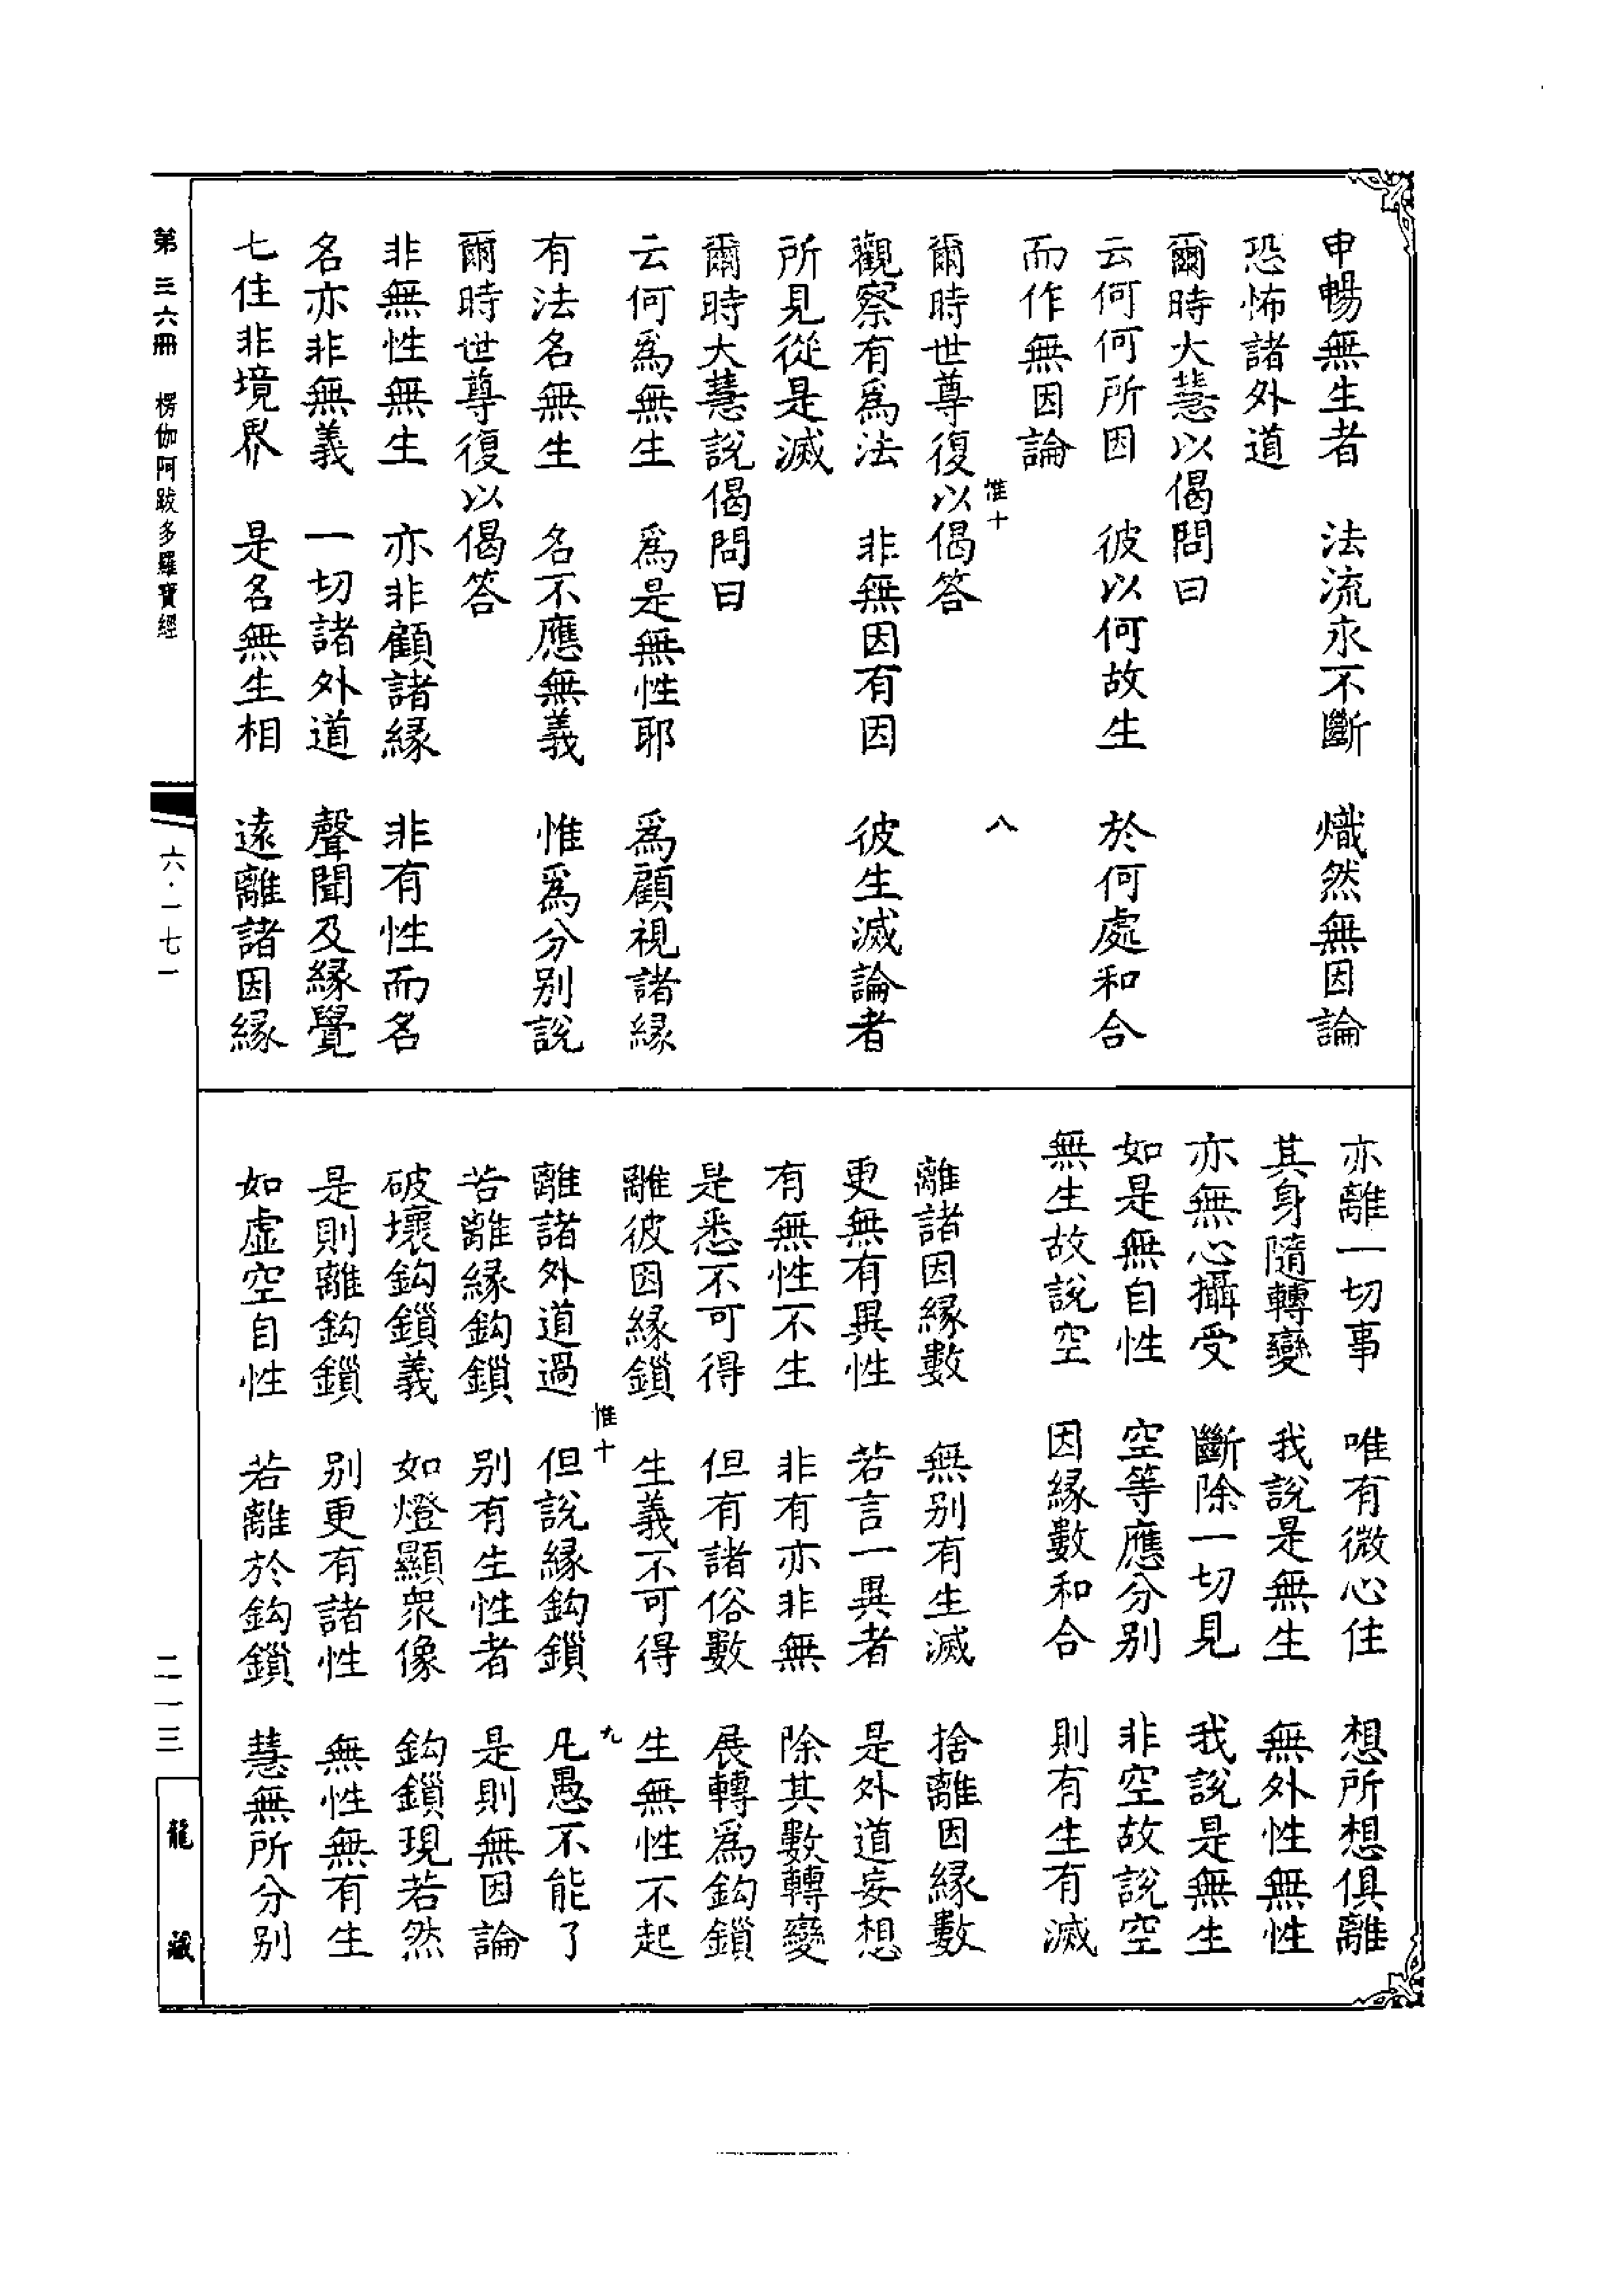 申暢無生者　法流永不斷　熾然無因論
恐怖諸外道
爾時大慧以偈問曰
云何何所因　彼以何故生　於何處和合
而作無因論
惟十　八
爾時世尊復以偈答
觀察有爲法　非無因有因　彼生滅論者
所見從是滅
爾時大慧說偈問曰
云何爲無生　爲是無性耶　爲顧視諸緣
有法名無生　名不應無義　惟爲分別說
爾時世尊復以偈答
非無性無生　亦非顧諸緣　非有性而名
名亦非無義　一切諸外道　聲聞及緣覺
七住非境界　是名無生相　遠離諸因緣
亦離一切事　唯有微心住　想所想俱離
其身隨轉變　我說是無生　無外性無性
亦無心攝受　斷除一切見　我說是無生
如是無自性　空等應分別　非空故說空
無生故說空　因緣數和合　則有生有滅
離諸因緣數　無別有生滅　捨離因緣數
更無有異性　若言一異者　是外道妄想
有無性不生　非有亦非無　除其數轉變
是悉不可得　但有諸俗數　展轉爲鈎鎖
離彼因緣鎖　生義不可得　生無性不起
惟十　九
離諸外道過　但說緣鈎鎖　凡愚不能了
若離緣鈎鎖　別有生性者　是則無因論
破壞鈎鎖義　如燈顯衆像　鈎鎖現若然
是則離鈎鎖　別更有諸性　無性無有生
如虛空自性　若離於鈎鎖　慧無所分別
第三六冊　楞伽阿跋多羅寶經
六·一七一
二一三
龍藏